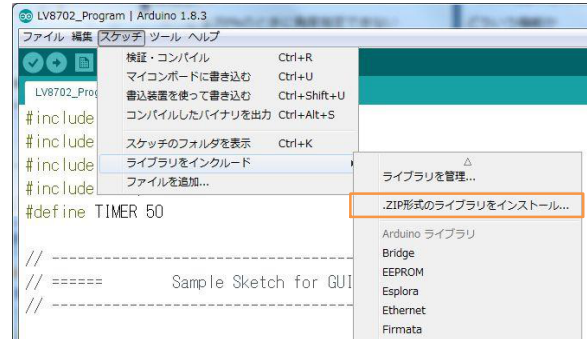 LV8702_Program | Arduino 1.8.3
ファイル 編集 スケッチ ツール ヘルプ
検証・コンパイル Ctrl+R
マイコンボードに書き込む Ctrl+U
LV8702_Prog
書込装置を使って書き込む Ctrl+Shift+U
コンパイルしたバイナリを出力 Ctrl+Alt+S
スケッチのフォルダを表示 Ctrl+K
ライブラリをインクルード
ファイルを追加...
△
ライブラリを管理...
.ZIP形式のライブラリをインストール...
Arduino ライブラリ
Bridge
EEPROM
Esplora
Ethernet
Firmata
#include
#include
#include
#include
#define TIMER 50
// -----------------------------------
// ====== Sample Sketch for GUI
// -----------------------------------